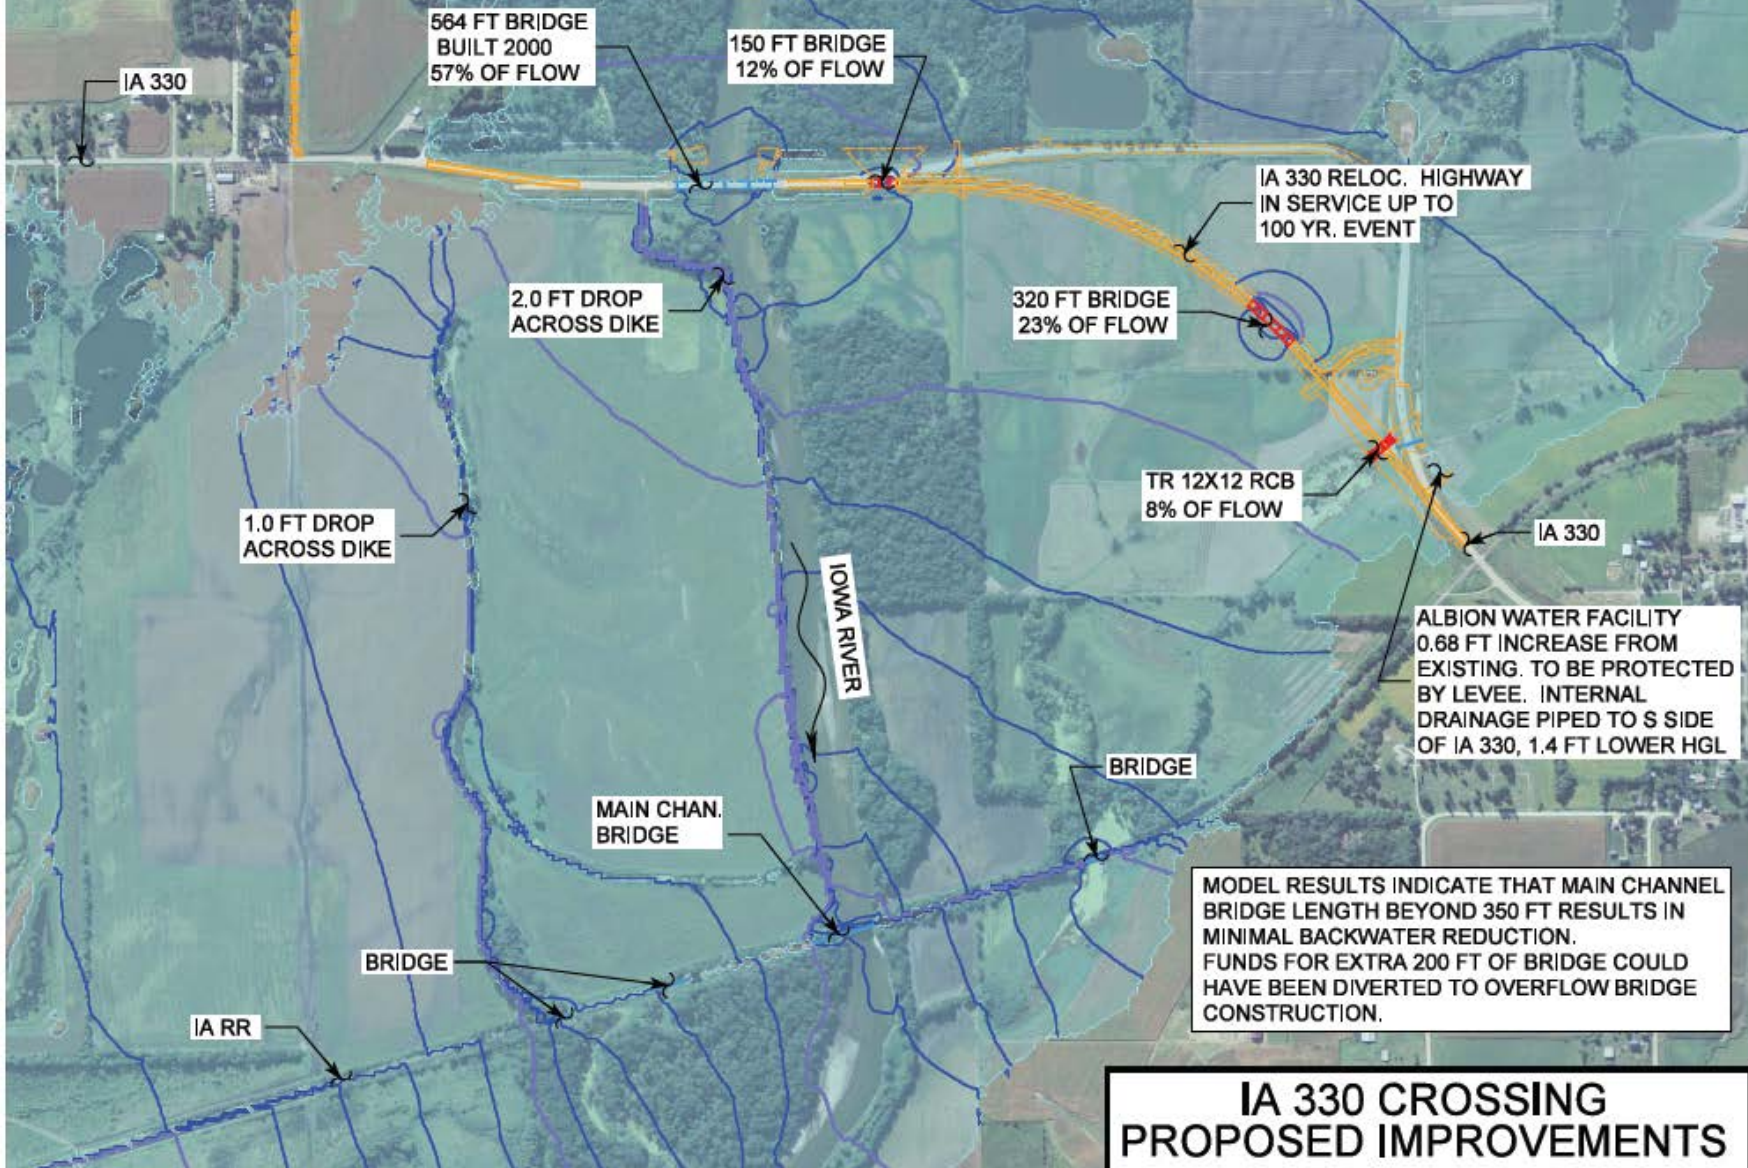 564 FT BRIDGE
BUILT 2000
57% OF FLOW
150 FT BRIDGE
12% OF FLOW
IA 330
IA 330 RELOC. HIGHWAY
IN SERVICE UP TO
100 YR. EVENT
2.0 FT DROP
ACROSS DIKE
320 FT BRIDGE
23% OF FLOW
TR 12X12 RCB
8% OF FLOW
1.0 FT DROP
ACROSS DIKE
IA 330
IOWA RIVER
ALBION WATER FACILITY
0.68 FT INCREASE FROM
EXISTING. TO BE PROTECTED
BY LEVEE. INTERNAL
DRAINAGE PIPED TO S SIDE
OF IA 330, 1.4 FT LOWER HGL
BRIDGE
MAIN CHAN.
BRIDGE
BRIDGE
IA RR
MODEL RESULTS INDICATE THAT MAIN CHANNEL
BRIDGE LENGTH BEYOND 350 FT RESULTS IN
MINIMAL BACKWATER REDUCTION.
FUNDS FOR EXTRA 200 FT OF BRIDGE COULD
HAVE BEEN DIVERTED TO OVERFLOW BRIDGE
CONSTRUCTION.
IA 330 CROSSING
PROPOSED IMPROVEMENTS